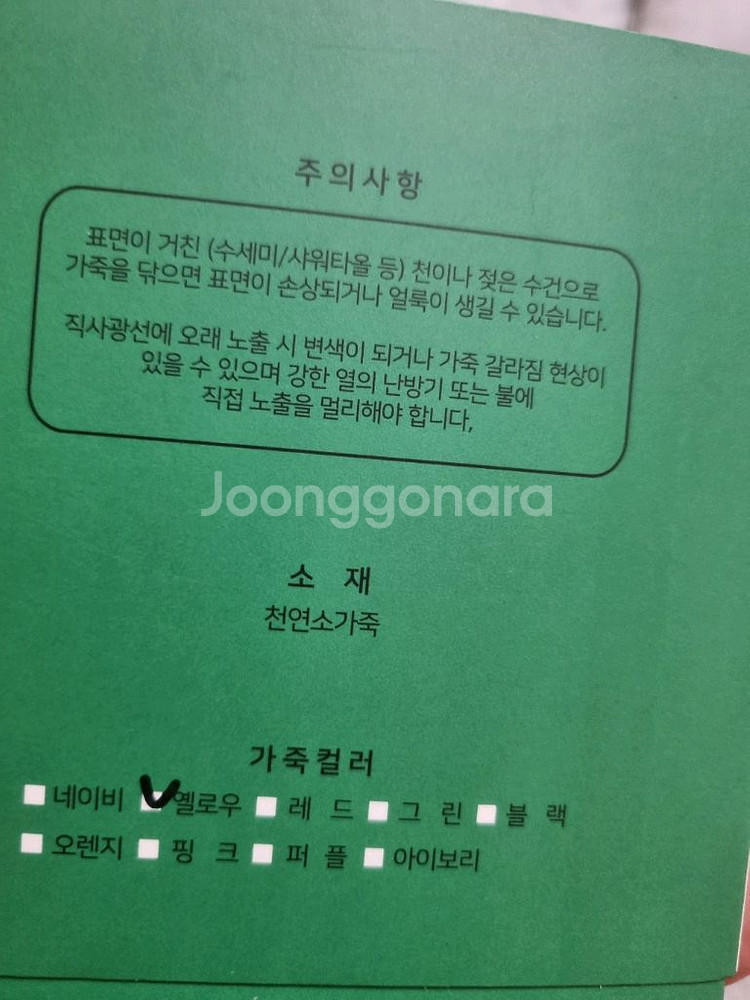 주의사항
표면이 거친 (수세미/샤워타올 등) 천이나 젖은 수건으로
가죽을 닦으면 표면이 손상되거나 얼룩이 생길 수 있습니다.
직사광선에 오래 노출 시 변색이 되거나 가죽 갈라짐 현상이
있을 수 있으며 강한 열의 난방기 또는 불에
직접 노출을 멀리해야 합니다,
Joonggonara
소 재
천연소가죽
가죽컬러
네이비 옐로우 레 드 그 린 블 랙
오렌지 핑 크 퍼 플 아이보리